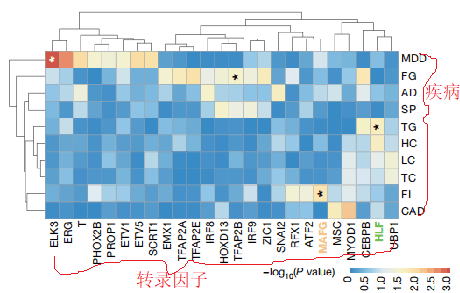 MDD
FG
AD
SP
TG
HC
LC
TC
FI
CAD
疾病
ELK3
ERG
T
PHOX2B
PROP1
ETV1
ETV5
SCRT1
EMX1
TFAP2A
TFAP2E
IRF8
HOXD13
TFAP2B
IRF9
ZIC1
SNAI2
RFX1
ATF2
MAFG
MSC
MYOD1
CEBPB
HLF
UBP1
转录因子
−log10(P value)
0 0.5 1.0 1.5 2.0 2.5 3.0